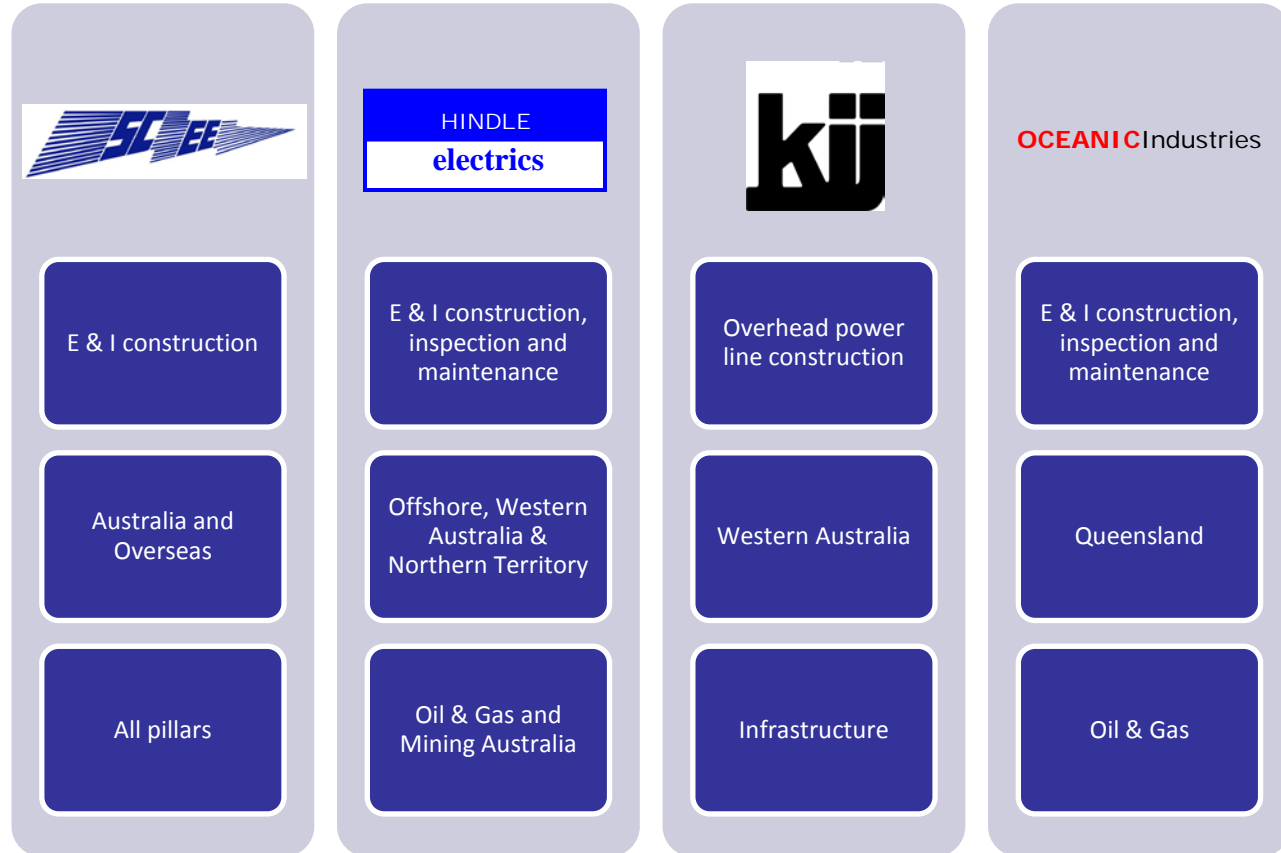 SCEE
HINDLE
electrics
kij
OCEANICIndustries
E & I construction
E & I construction,
inspection and
maintenance
Overhead power
line construction
E & I construction,
inspection and
maintenance
Australia and
Overseas
Offshore, Western
Australia &
Northern Territory
Western Australia
Queensland
All pillars
Oil & Gas and
Mining Australia
Infrastructure
Oil & Gas